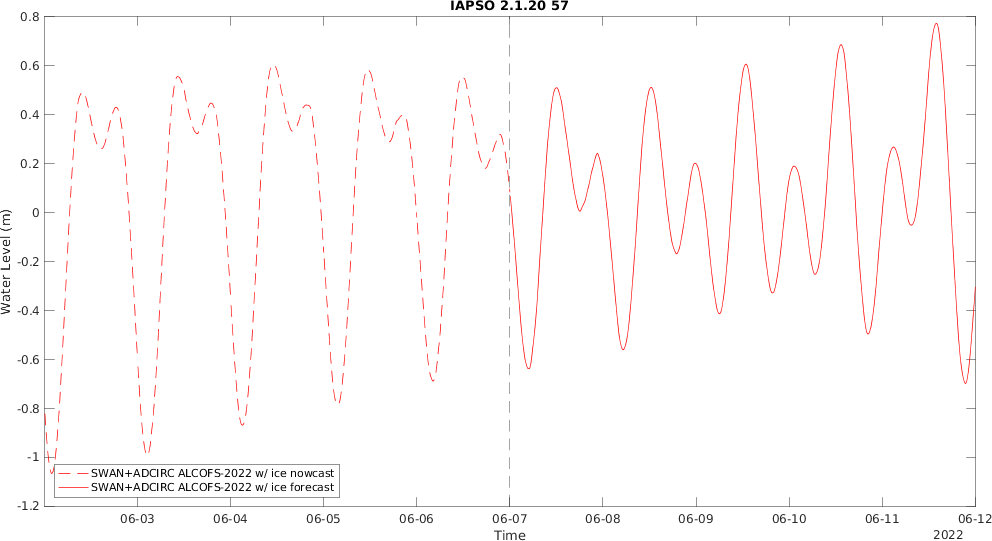 IAPSO 2.1.20 57
0.8
0.6
0.4
0.2
0
-0.2
-0.4
-0.6
-0.8
-1
-1.2
Water Level (m)
SWAN+ADCIRC ALCOFS-2022 w/ ice nowcast
SWAN+ADCIRC ALCOFS-2022 w/ ice forecast
06-03 06-04 06-05 06-06 06-07 06-08 06-09 06-10 06-11 06-12
Time
2022